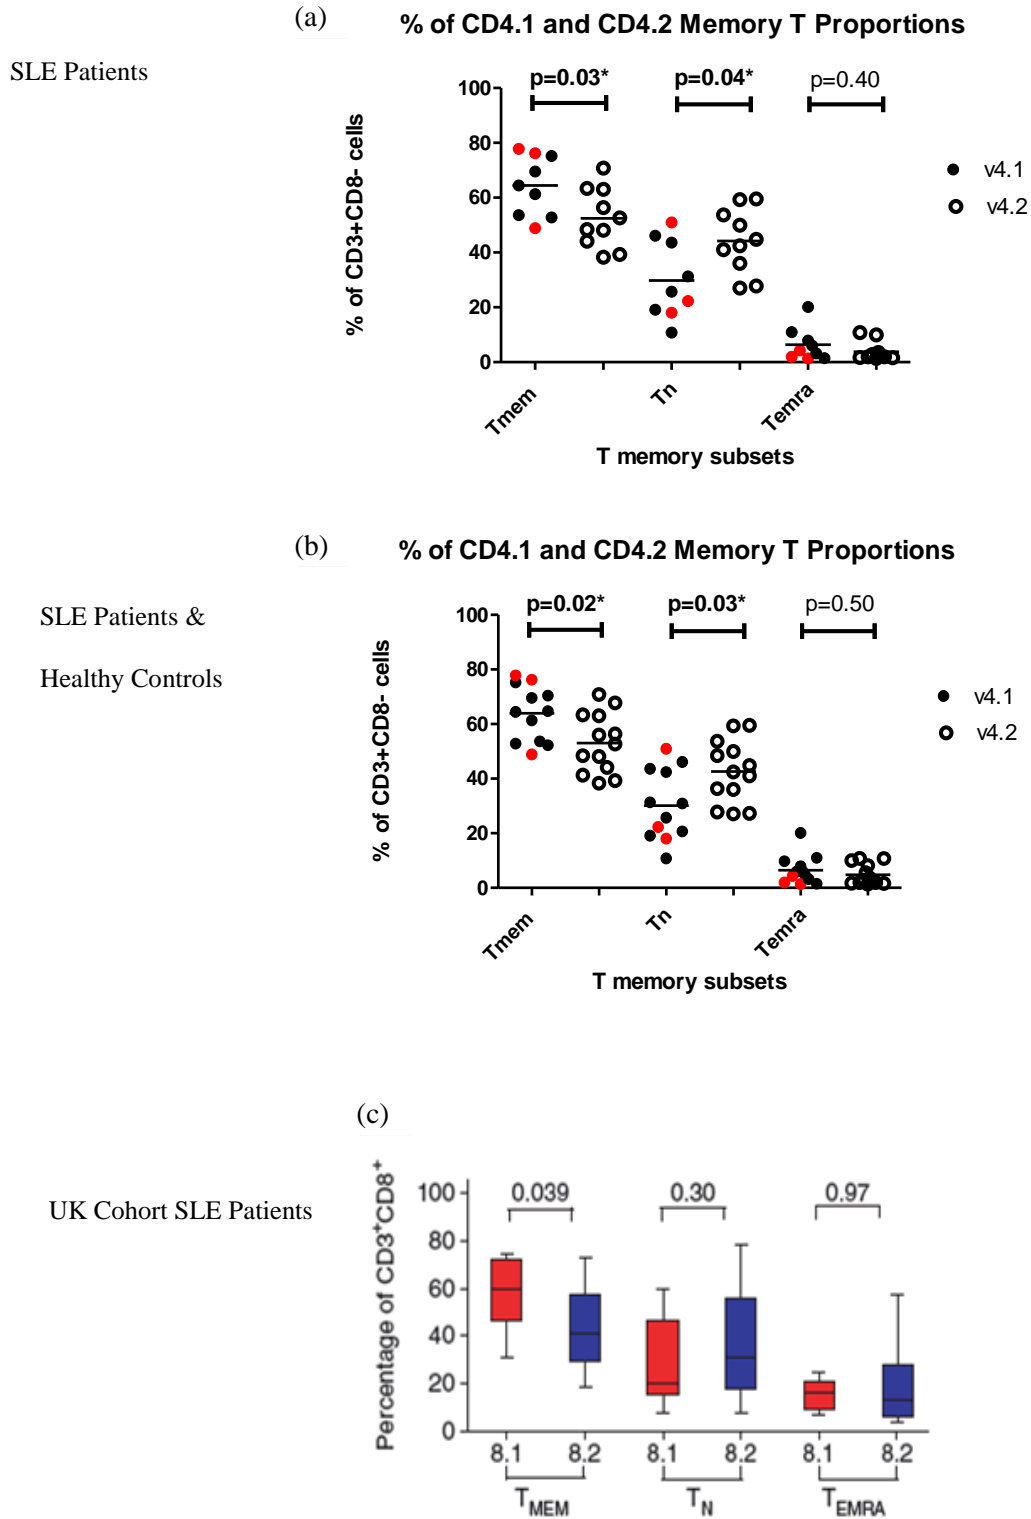 (a)
% of CD4.1 and CD4.2 Memory T Proportions
SLE Patients
p=0.03*
p=0.04*
p=0.40
100
80
60
40
20
0
% of CD3+CD8- cells
v4.1
v4.2
Tmem
Tn
Temra
T memory subsets
(b)
% of CD4.1 and CD4.2 Memory T Proportions
SLE Patients &
Healthy Controls
p=0.02*
p=0.03*
p=0.50
100
80
60
40
20
0
% of CD3+CD8- cells
v4.1
v4.2
Tmem
Tn
Temra
T memory subsets
(c)
UK Cohort SLE Patients
Percentage of CD3+CD8+
100
80
60
40
20
0
0.039
0.30
0.97
8.1
8.2
8.1
8.2
8.1
8.2
TMEM
TN
TEMRA